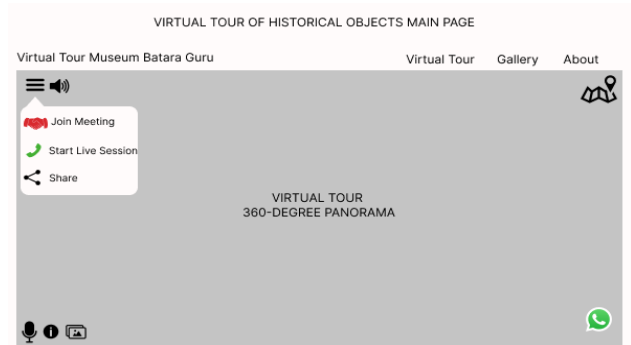 VIRTUAL TOUR OF HISTORICAL OBJECTS MAIN PAGE
Virtual Tour Museum Batara Guru
Virtual Tour
Gallery
About
Join Meeting
Start Live Session
Share
VIRTUAL TOUR
360-DEGREE PANORAMA